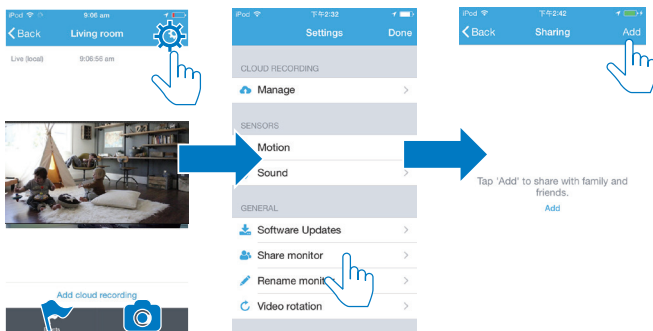 iPod 9:06 am
Back Living room
Live (local) 9:06:56 am
Add cloud recording
iPod 下午2:32
Settings Done
CLOUD RECORDING
Manage
SENSORS
Motion
Sound
GENERAL
Software Updates
Share monitor
Rename monitor
Video rotation
iPod 下午2:42
Back Sharing Add
Tap 'Add' to share with family and
friends.
Add